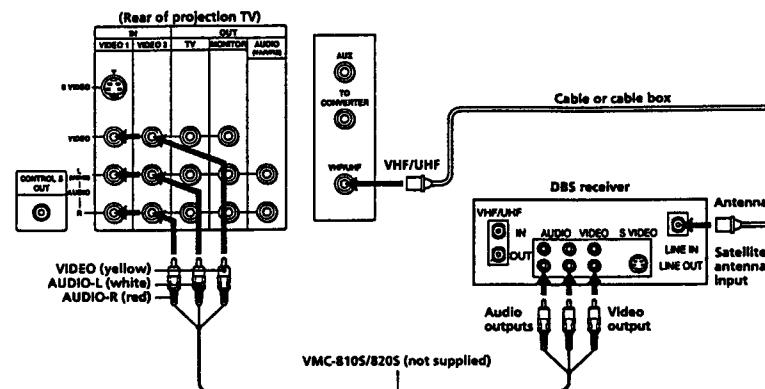 (Rear of projection TV)
IN
OUT
VIDEO 1
VIDEO 3
TV
MONITOR
AUDIO
S VIDEO
VIDEO
L
AUDIO
R
CONTROL S
OUT
AUX
TO
CONVERTER
VHF/UHF
VHF/UHF
Cable or cable box
DBS receiver
VHF/UHF
IN
OUT
AUDIO
VIDEO
S VIDEO
LINE IN
LINE OUT
Antenna
Satellite
antenna
input
VIDEO (yellow)
AUDIO-L (white)
AUDIO-R (red)
Audio
outputs
Video
output
VMC-810S/820S (not supplied)